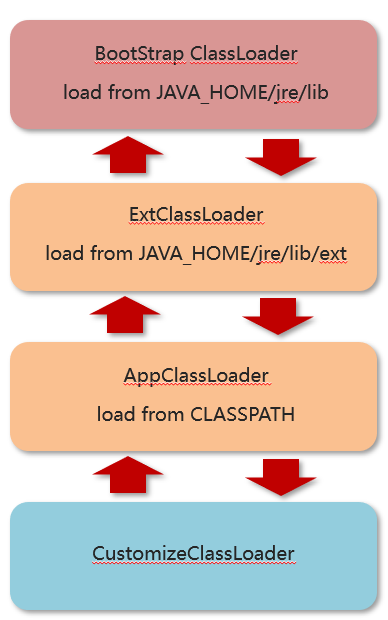 BootStrap ClassLoader
load from JAVA_HOME/jre/lib
ExtClassLoader
load from JAVA_HOME/jre/lib/ext
AppClassLoader
load from CLASSPATH
CustomizeClassLoader